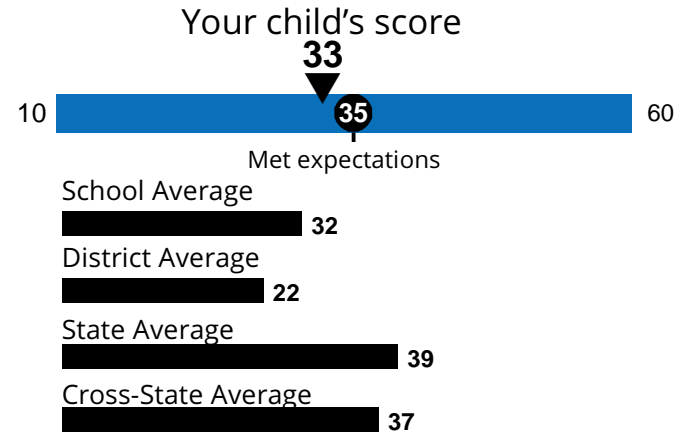 Your child's score
33
10 35 60
Met expectations
School Average
32
District Average
22
State Average
39
Cross-State Average
37